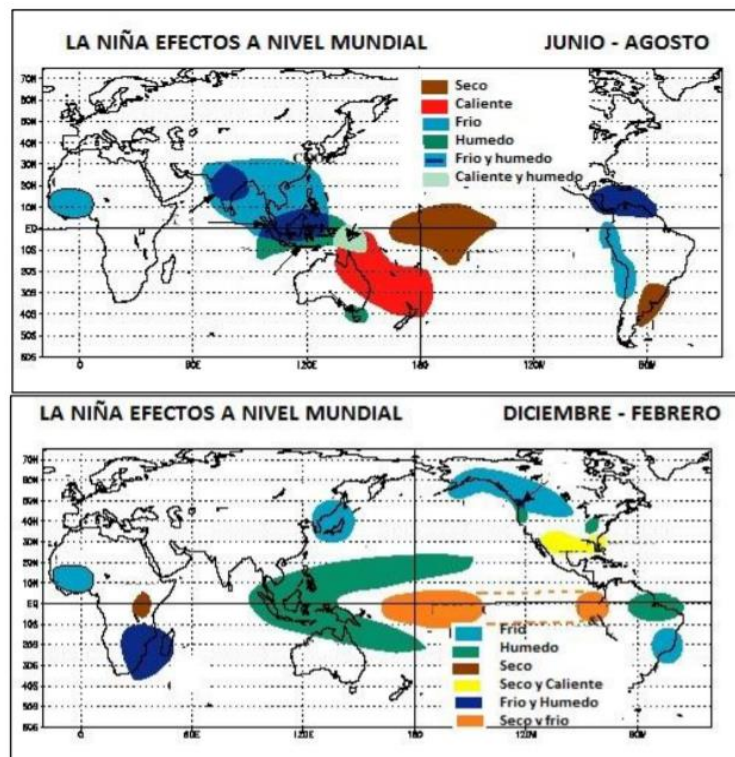 LA NIÑA EFECTOS A NIVEL MUNDIAL JUNIO - AGOSTO
Seco
Caliente
Frio
Humedo
Frio y humedo
Caliente y humedo
70N
60N
50N
40N
30N
20N
10N
EQ
10S
20S
30S
40S
50S
60S
0 60E 120E 180 120W 60W
LA NIÑA EFECTOS A NIVEL MUNDIAL DICIEMBRE - FEBRERO
70N
60N
50N
40N
30N
20N
10N
EQ
10S
20S
30S
40S
50S
60S
Frio
Humedo
Seco
Seco y Caliente
Frio y Humedo
Seco y frio
0 60E 120E 180 120W 60W